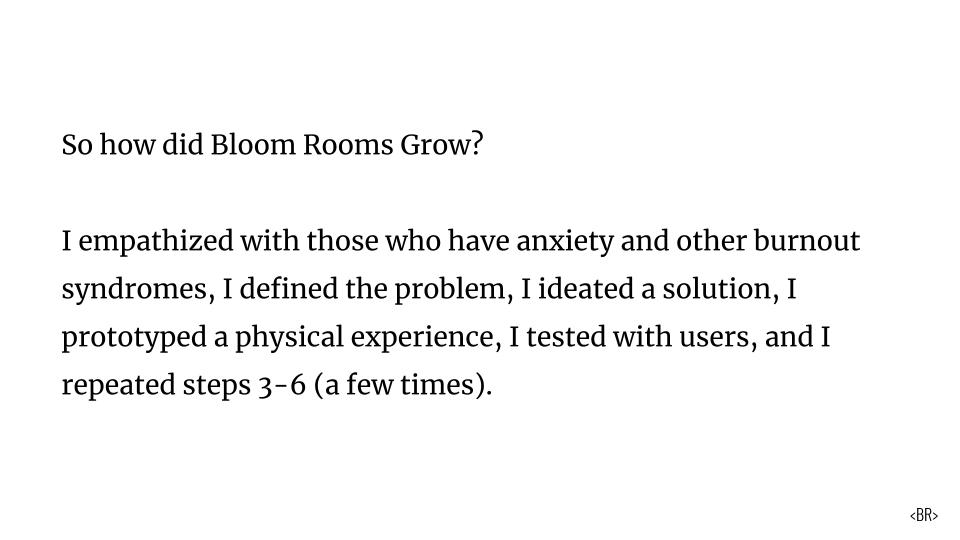 So how did Bloom Rooms Grow?
I empathized with those who have anxiety and other burnout
syndromes, I defined the problem, I ideated a solution, I
prototyped a physical experience, I tested with users, and I
repeated steps 3-6 (a few times).
<BR>